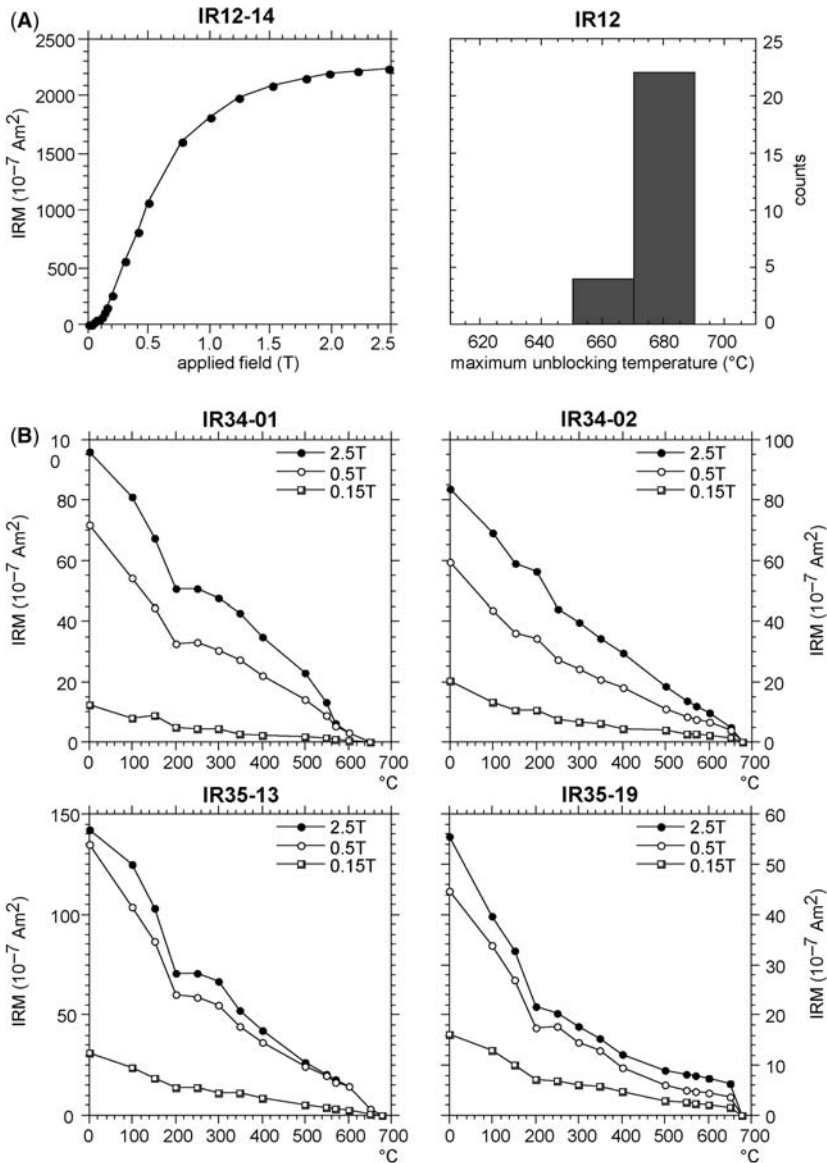 (A)
IR12-14
IR12
2500
2000
1500
1000
500
0
IRM (10⁻⁷ Am²)
0 0.5 1.0 1.5 2.0 2.5
applied field (T)
25
20
15
10
5
0
counts
620 640 660 680 700
maximum unblocking temperature (°C)
(B)
IR34-01
10
0
80
60
40
20
0
IRM (10⁻⁷ Am²)
2.5T
0.5T
0.15T
0 100 200 300 400 500 600 700
°C
IR34-02
100
80
60
40
20
0
IRM (10⁻⁷ Am²)
2.5T
0.5T
0.15T
0 100 200 300 400 500 600 700
°C
IR35-13
150
100
50
0
IRM (10⁻⁷ Am²)
2.5T
0.5T
0.15T
0 100 200 300 400 500 600 700
°C
IR35-19
60
50
40
30
20
10
0
IRM (10⁻⁷ Am²)
2.5T
0.5T
0.15T
0 100 200 300 400 500 600 700
°C